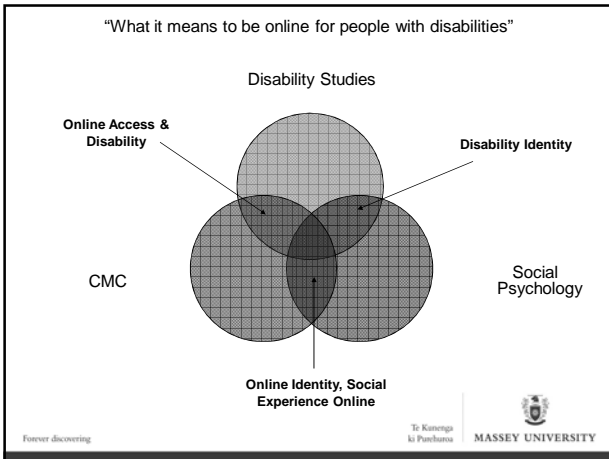 “What it means to be online for people with disabilities”
Disability Studies
Online Access &
Disability
Disability Identity
CMC
Social
Psychology
Online Identity, Social
Experience Online
Forever discovering
Te Kunenga
ki Purehuroa
MASSEY UNIVERSITY